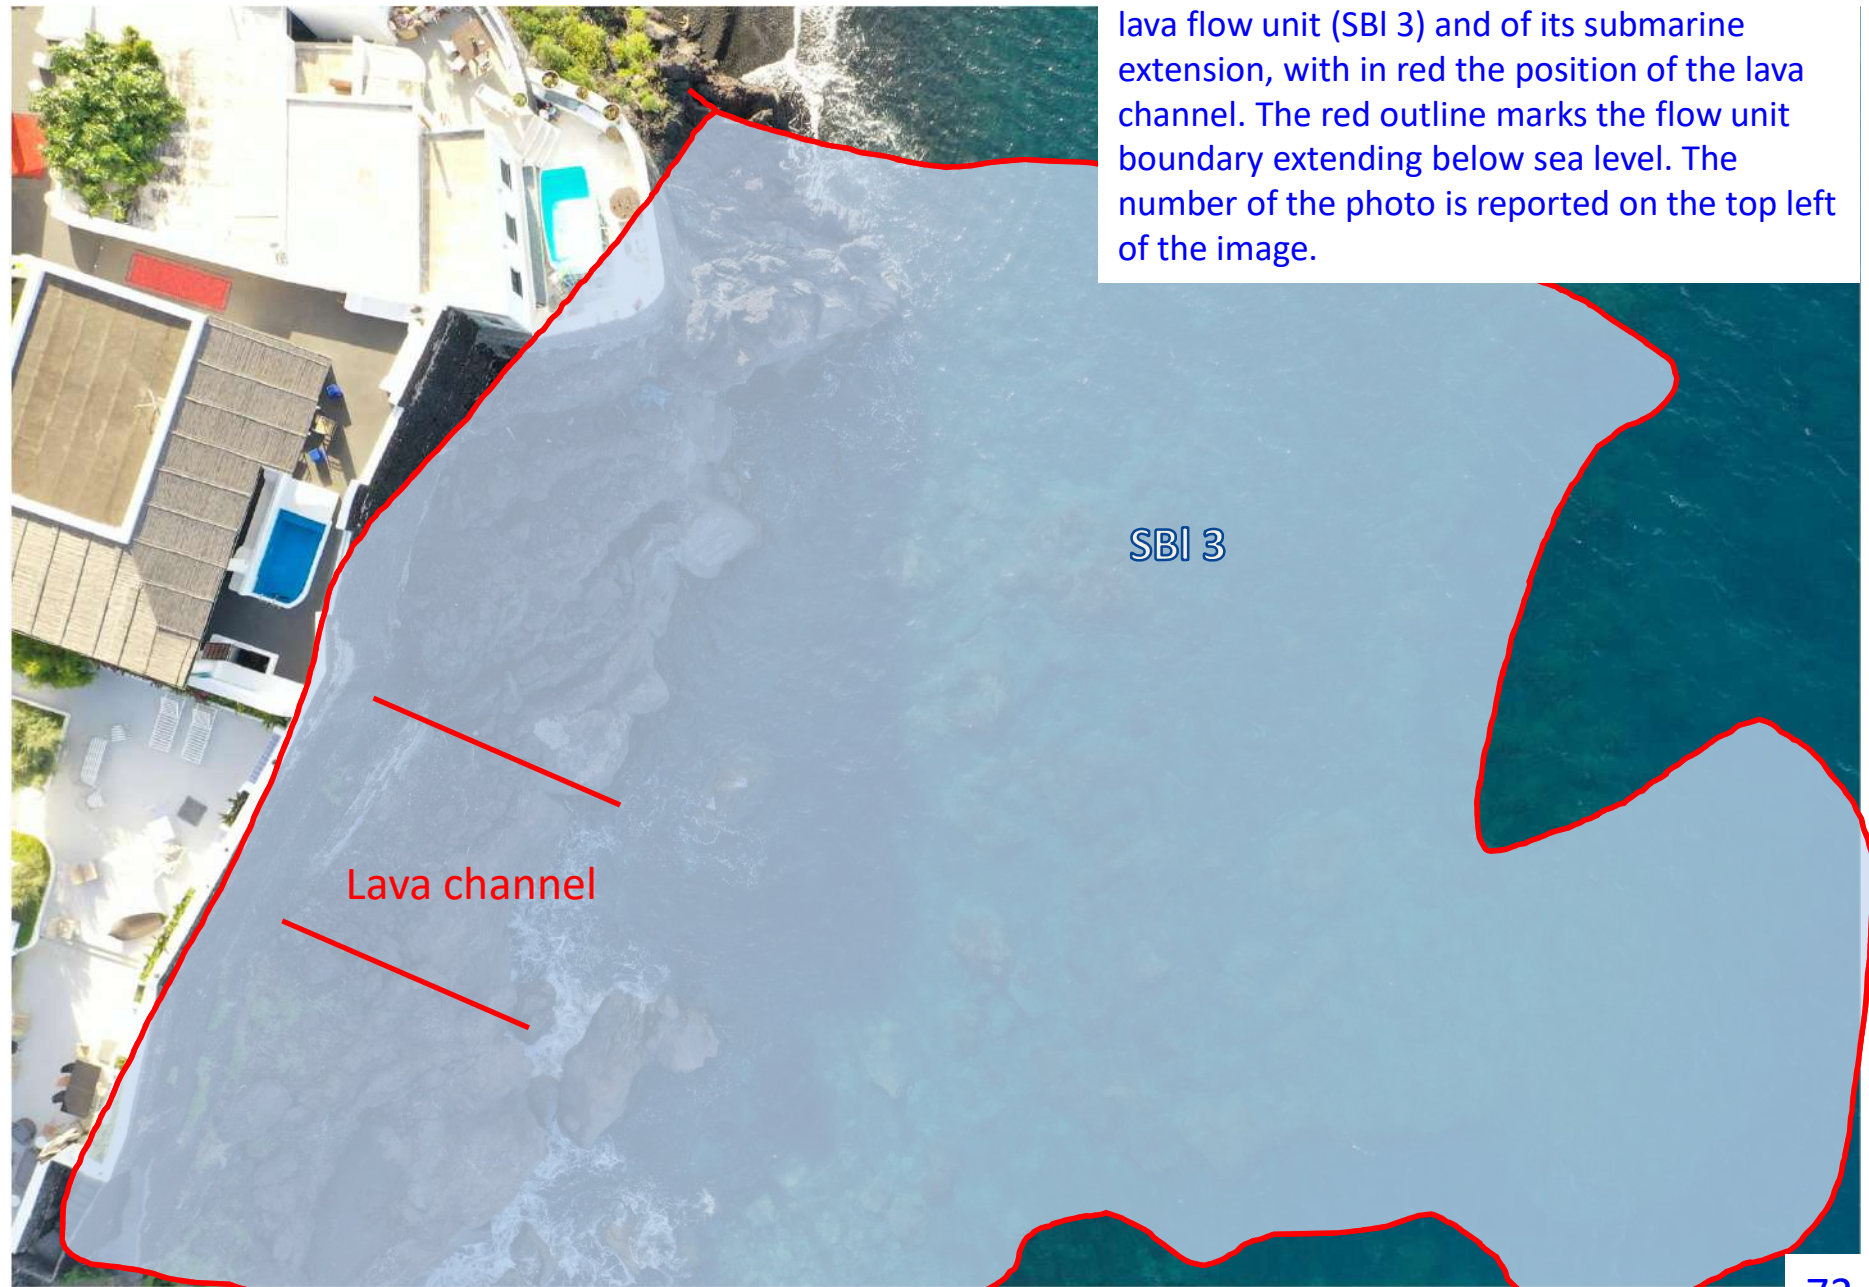 lava flow unit (SBl 3) and of its submarine
extension, with in red the position of the lava
channel. The red outline marks the flow unit
boundary extending below sea level. The
number of the photo is reported on the top left
of the image.
SBl 3
Lava channel